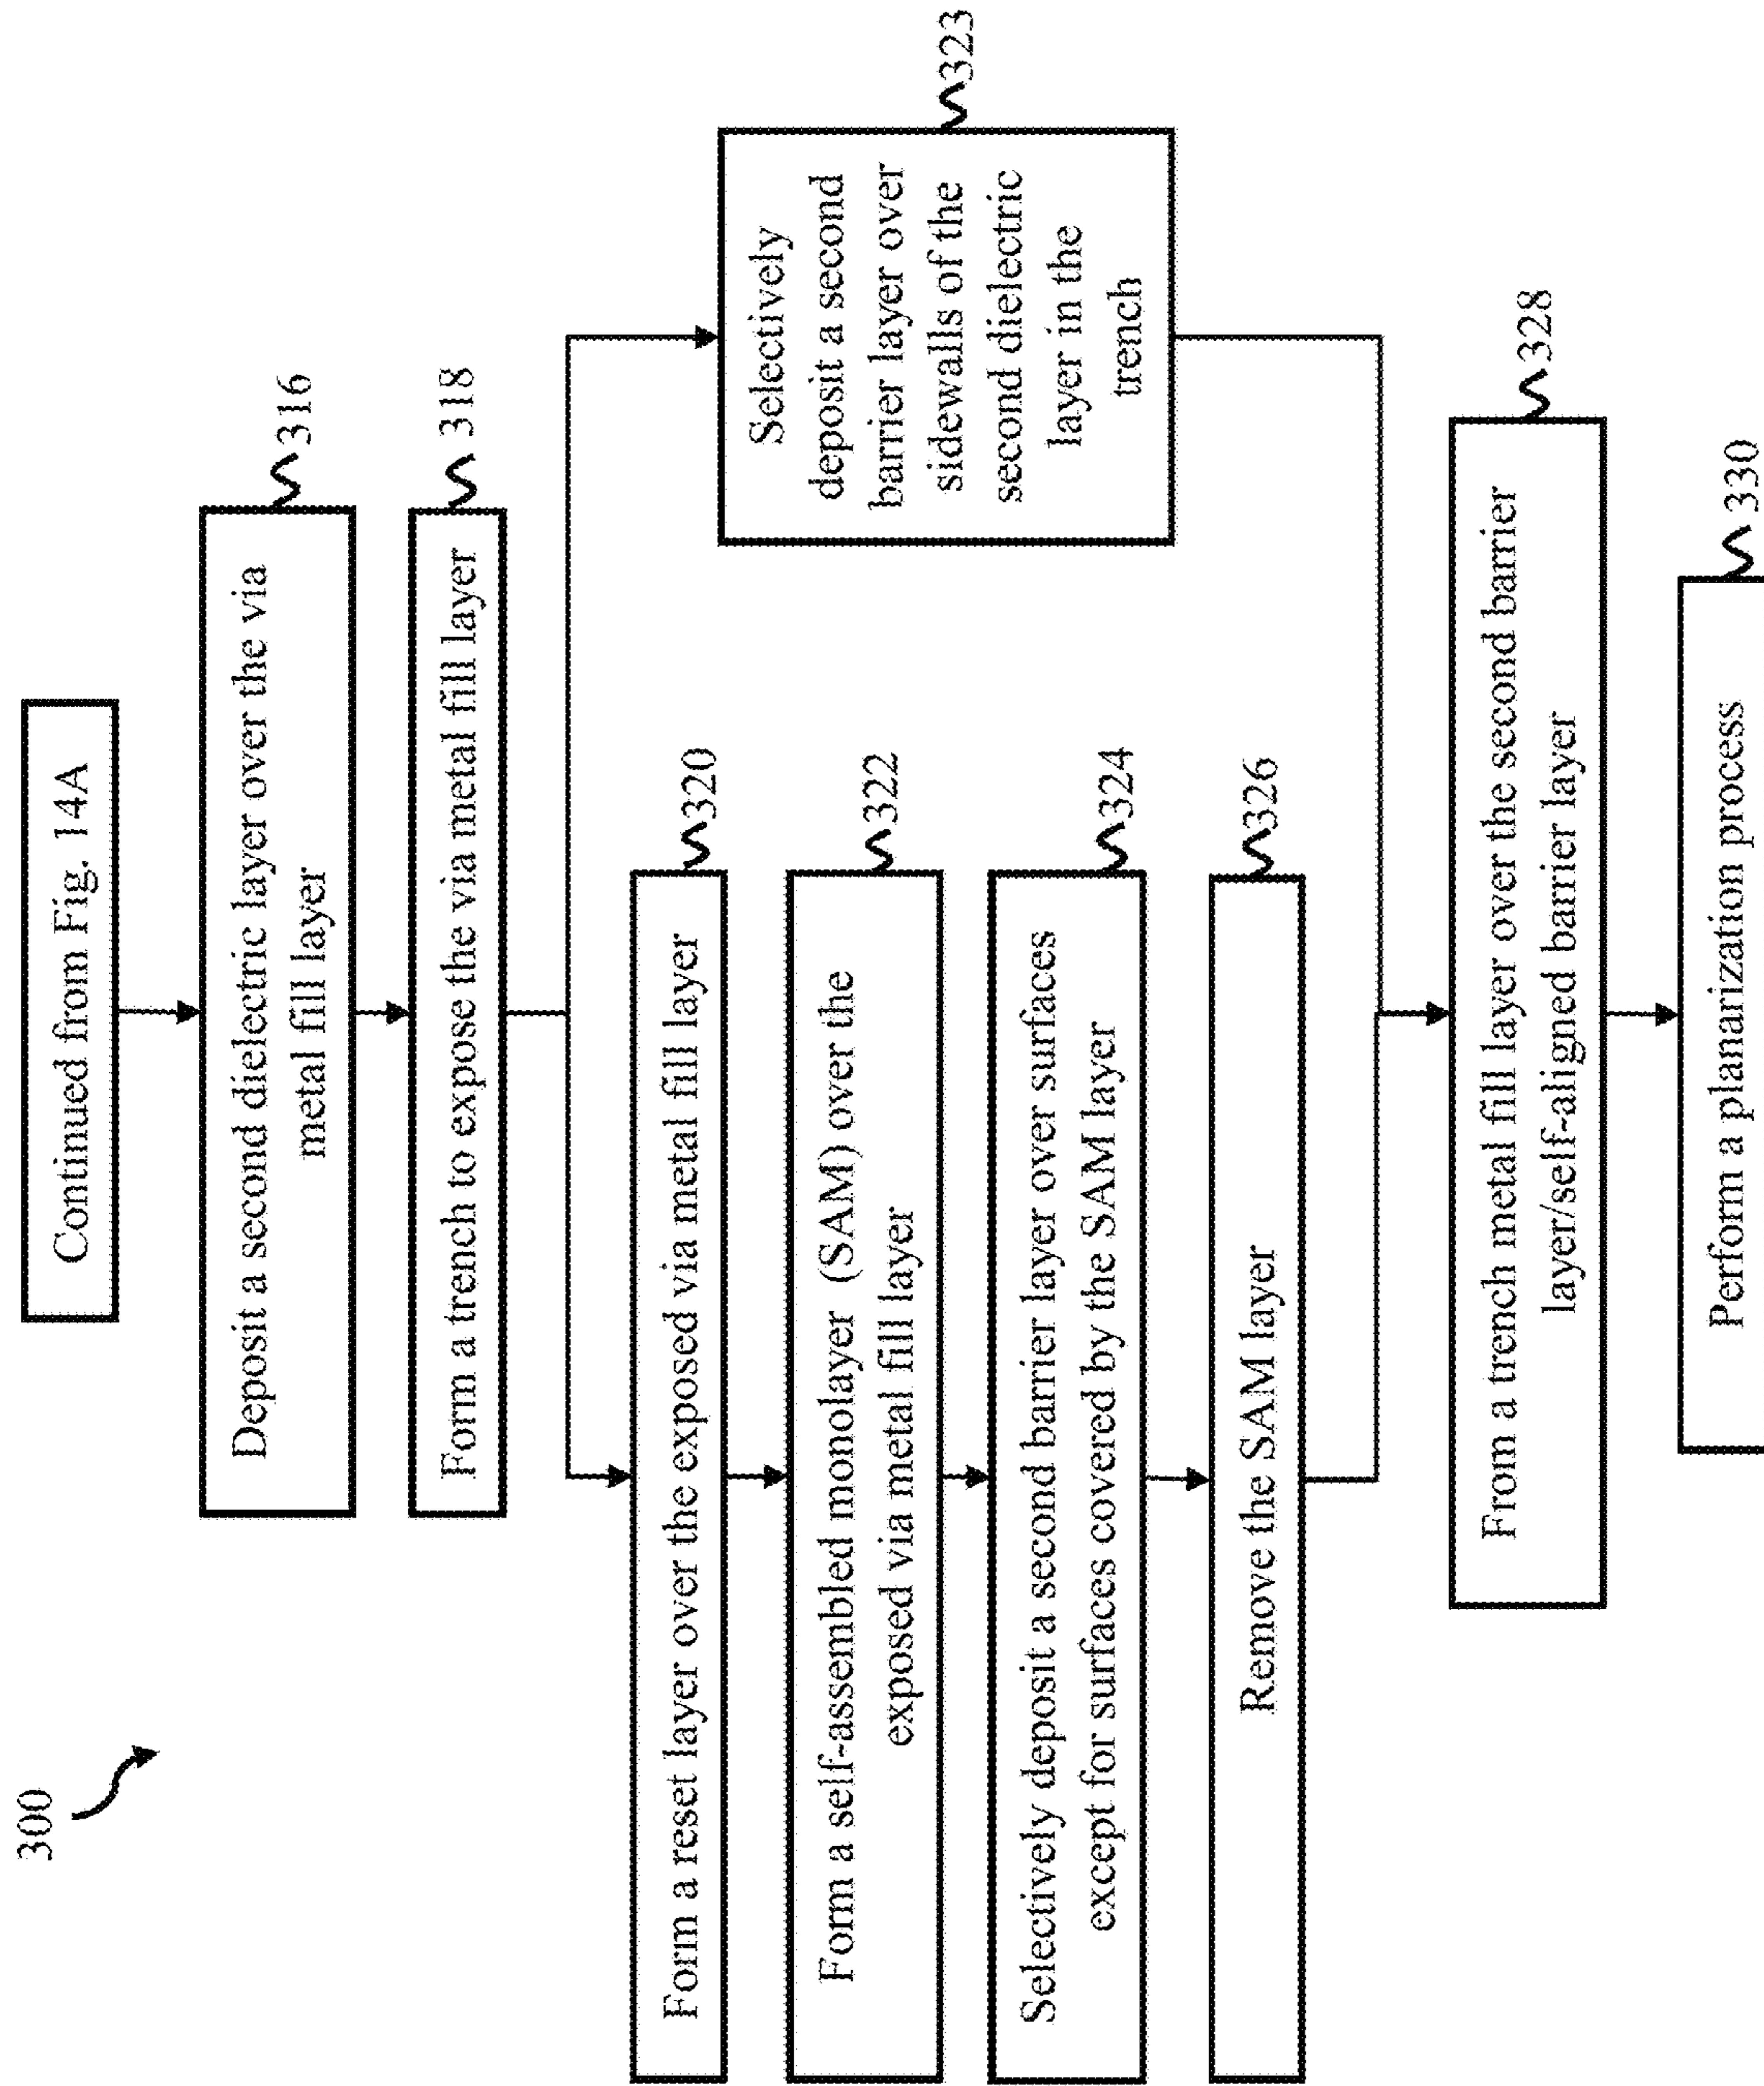 300
Continued from Fig. 14A
Deposit a second dielectric layer over the via
metal fill layer
316
Form a trench to expose the via metal fill layer
318
Form a reset layer over the exposed via metal fill layer
320
Form a self-assembled monolayer (SAM) over the
exposed via metal fill layer
322
Selectively deposit a second barrier layer over surfaces
except for surfaces covered by the SAM layer
324
Remove the SAM layer
326
Selectively
deposit a second
barrier layer over
sidewalls of the
second dielectric
layer in the
trench
323
From a trench metal fill layer over the second barrier
layer/self-aligned barrier layer
328
Perform a planarization process
330